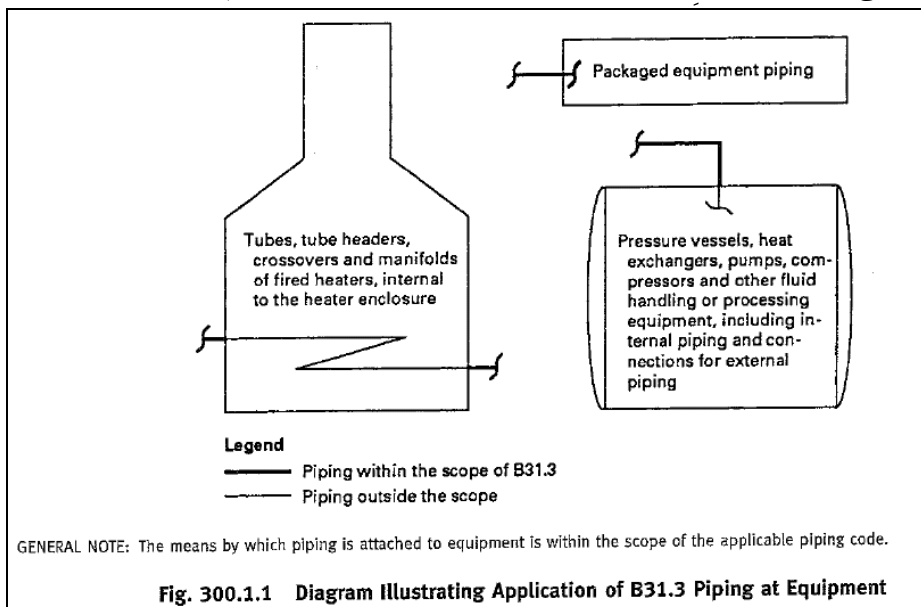 Packaged equipment piping
Tubes, tube headers,
crossovers and manifolds
of fired heaters, internal
to the heater enclosure
Pressure vessels, heat
exchangers, pumps, com-
pressors and other fluid
handling or processing
equipment, including in-
ternal piping and con-
nections for external
piping
Legend
Piping within the scope of B31.3
Piping outside the scope
GENERAL NOTE: The means by which piping is attached to equipment is within the scope of the applicable piping code.
Fig. 300.1.1 Diagram Illustrating Application of B31.3 Piping at Equipment